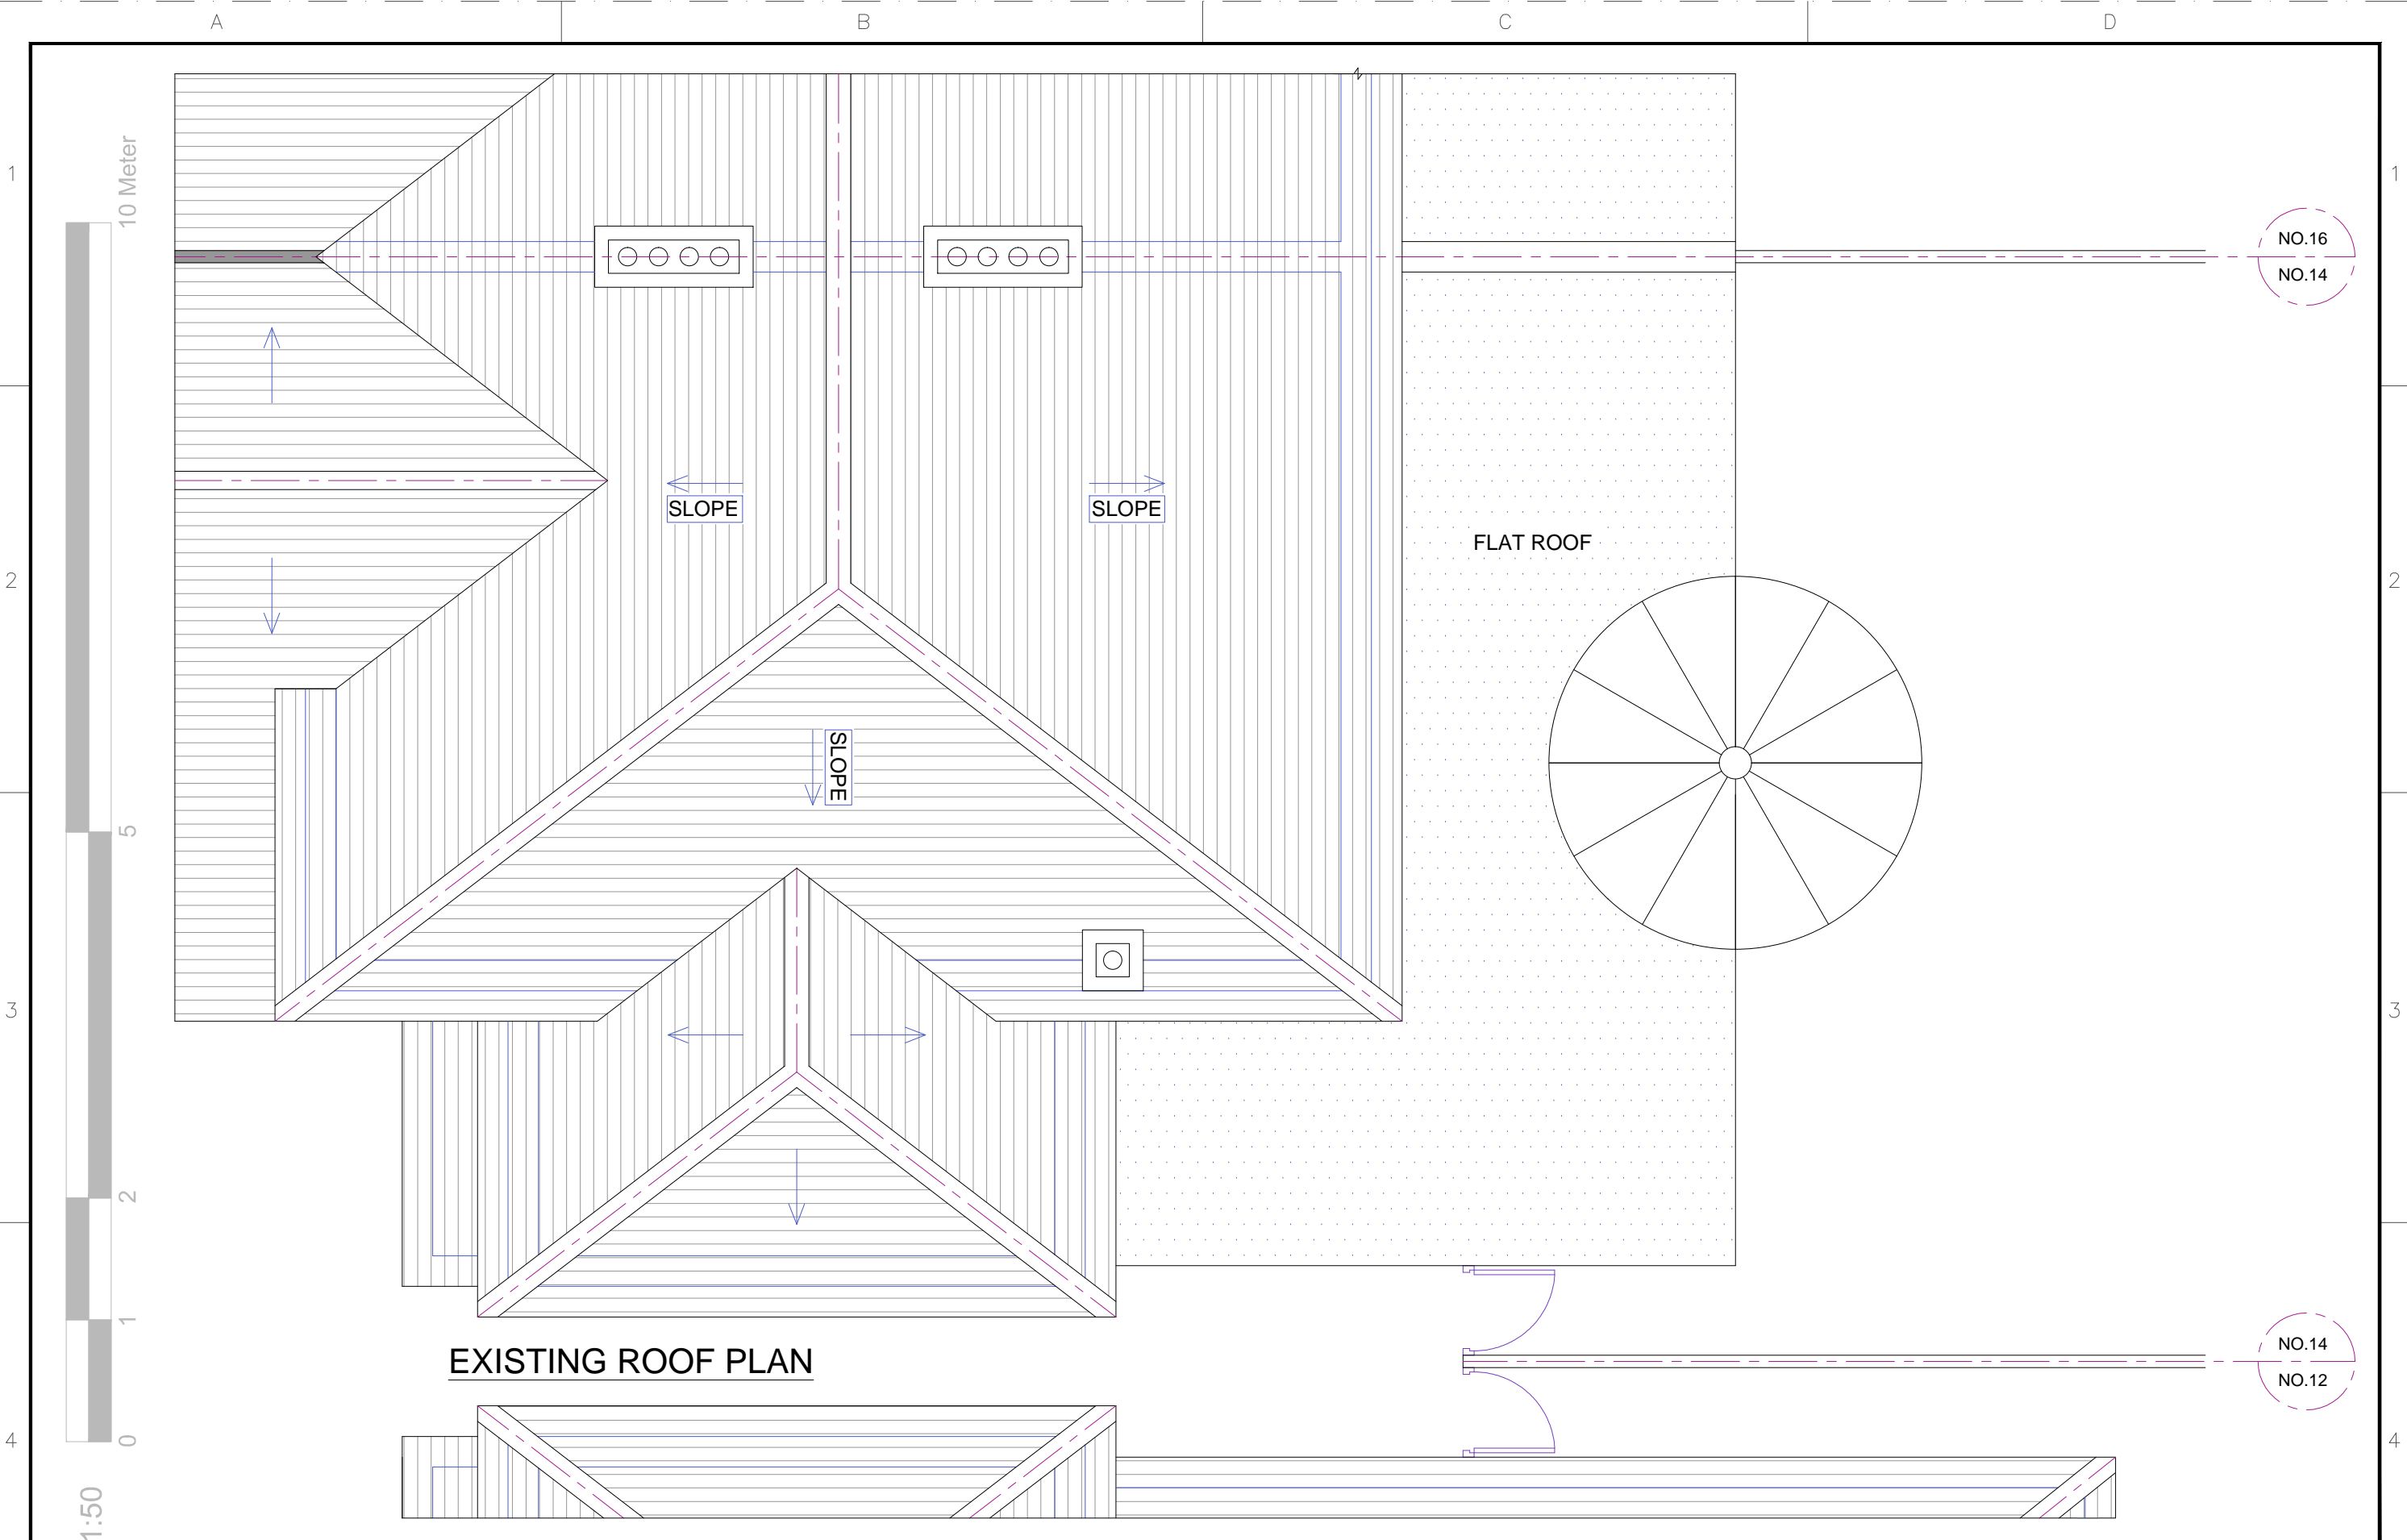 A
B
C
D
1
1
10 Meter
NO.16
NO.14
SLOPE
SLOPE
FLAT ROOF
2
2
SLOPE
5
3
3
2
1
EXISTING ROOF PLAN
NO.14
NO.12
0
4
4
1:50